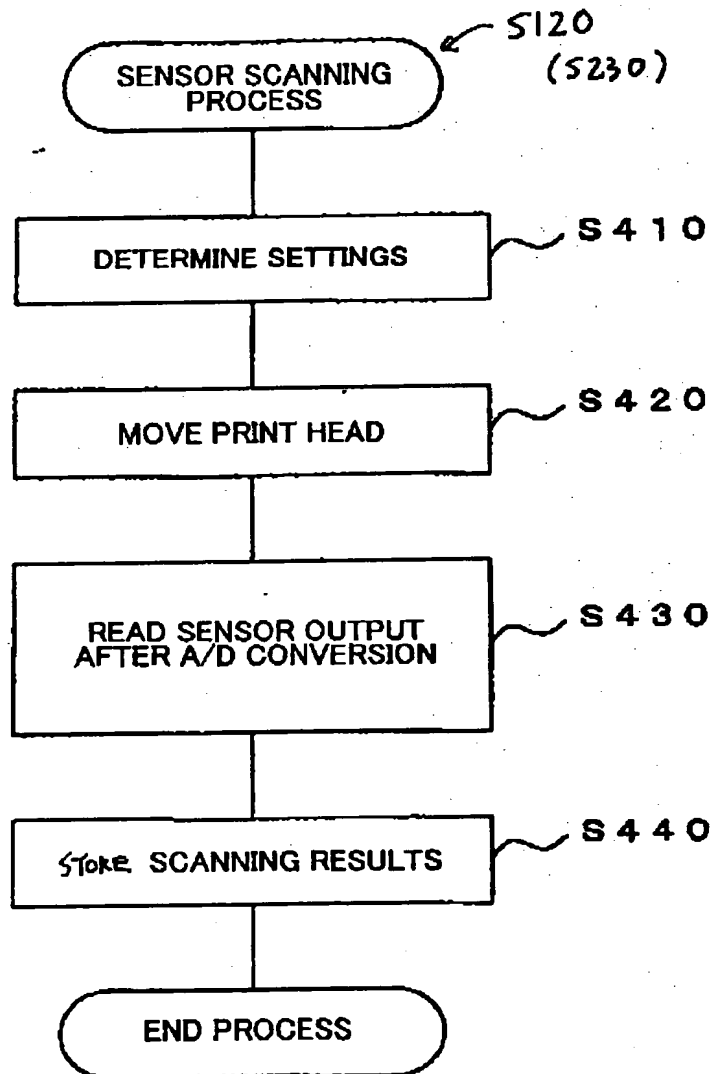 S120
(S230)
SENSOR SCANNING
PROCESS
DETERMINE SETTINGS
S410
MOVE PRINT HEAD
S420
READ SENSOR OUTPUT
AFTER A/D CONVERSION
S430
STORE SCANNING RESULTS
S440
END PROCESS